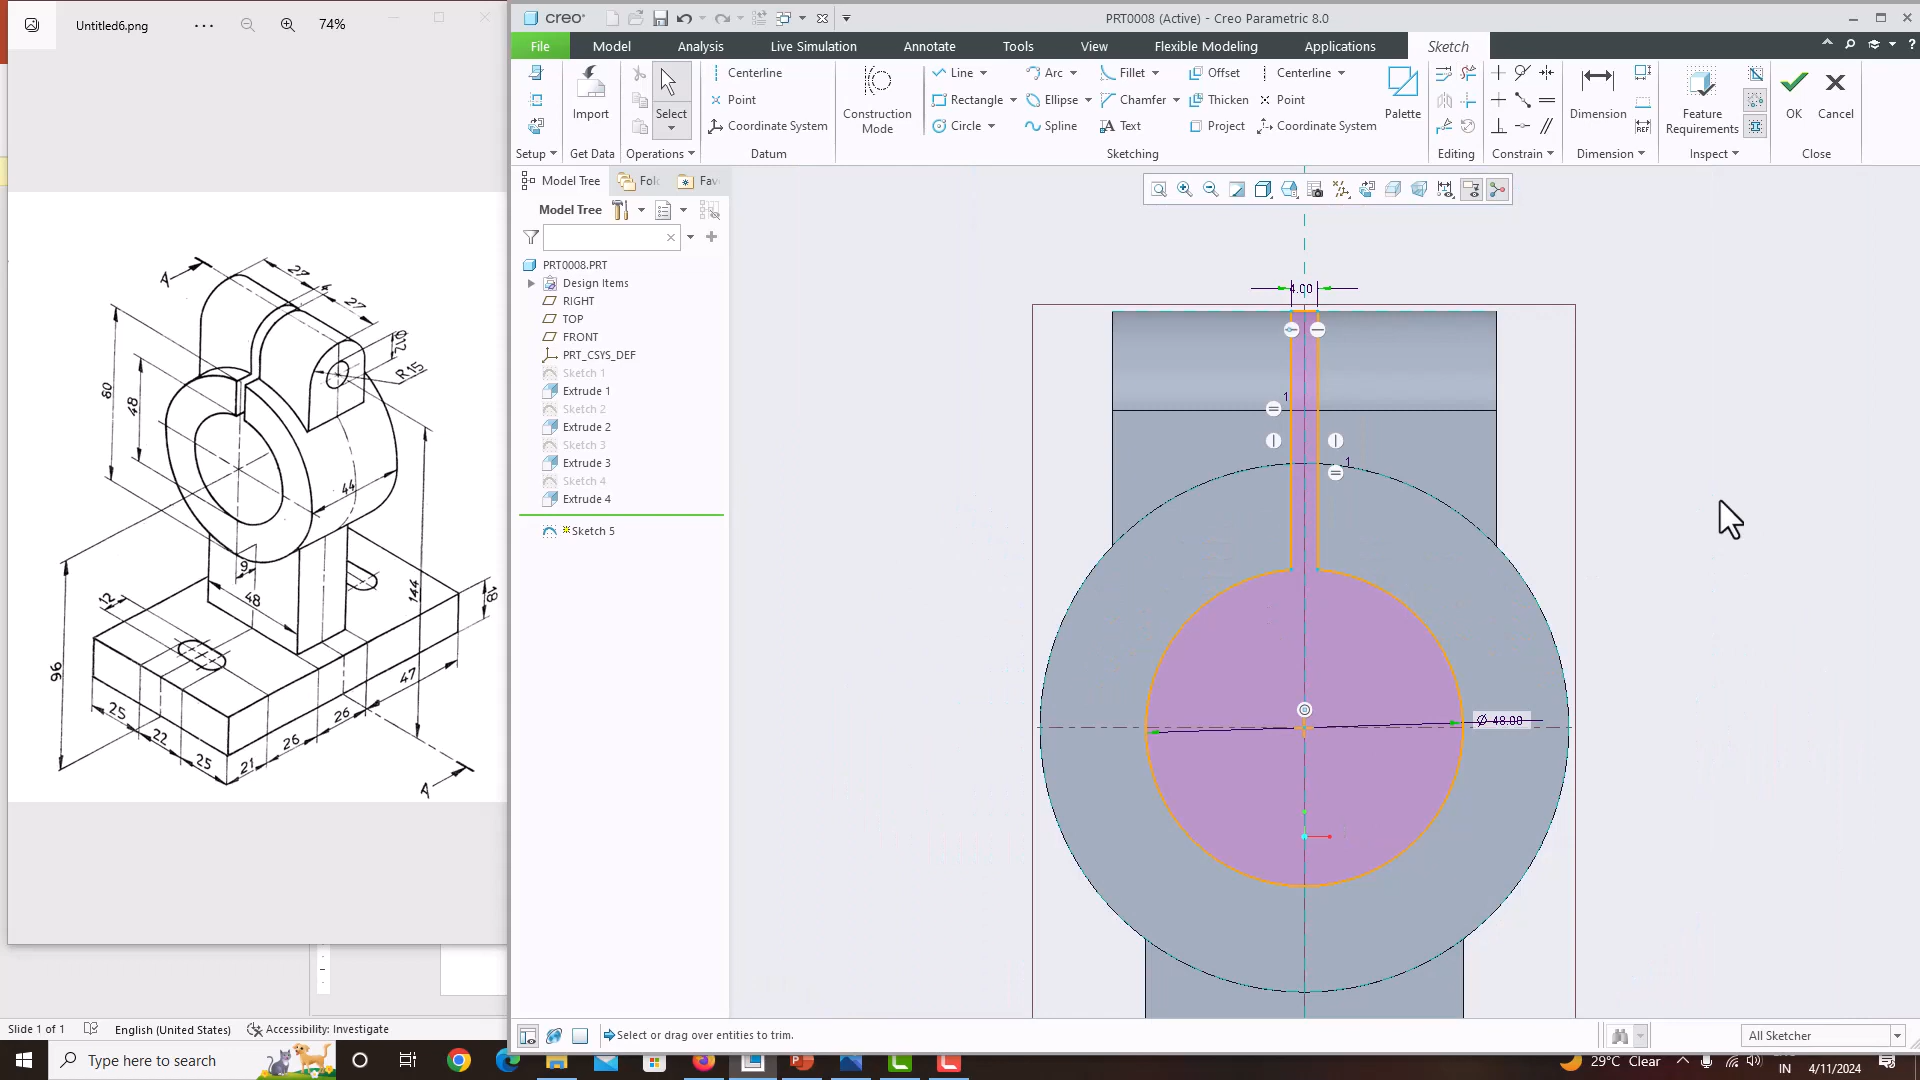 Untitled6.png
74%
creo
PRT0008 (Active) - Creo Parametric 8.0
File
Model
Analysis
Live Simulation
Annotate
Tools
View
Flexible Modeling
Applications
Sketch
Import
Select
Centerline
Point
Coordinate System
Construction Mode
Line
Rectangle
Circle
Arc
Ellipse
Spline
Fillet
Chamfer
Text
Offset
Thicken
Project
Centerline
Point
Coordinate System
Palette
Dimension
Feature Requirements
OK
Cancel
Setup
Get Data
Operations
Datum
Sketching
Editing
Constrain
Dimension
Inspect
Close
Model Tree
Fol
Fav
Model Tree
PRT0008.PRT
Design Items
RIGHT
TOP
FRONT
PRT_CSYS_DEF
Sketch 1
Extrude 1
Sketch 2
Extrude 2
Sketch 3
Extrude 3
Sketch 4
Extrude 4
Sketch 5
4.00
1
1
Ø 48.00
A
27
4
27
R15
80
48
44
9
48
144
12
18
96
25
22
25
21
26
26
47
A
Select or drag over entities to trim.
All Sketcher
Slide 1 of 1
English (United States)
Accessibility: Investigate
Type here to search
29°C Clear
IN
4/11/2024